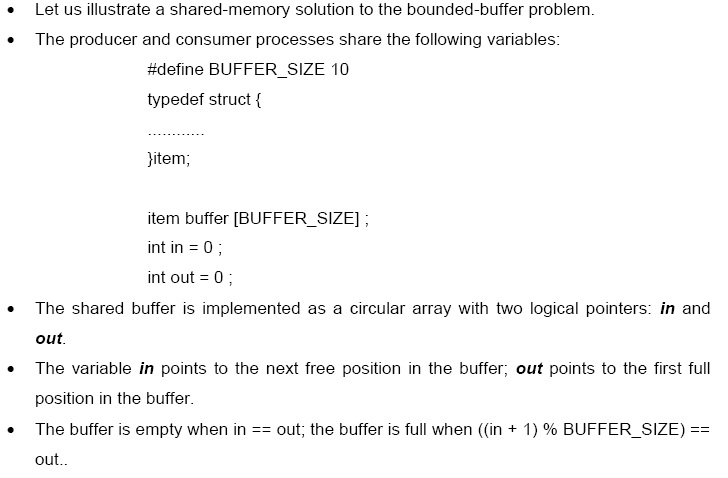 • Let us illustrate a shared-memory solution to the bounded-buffer problem.
• The producer and consumer processes share the following variables:
#define BUFFER_SIZE 10
typedef struct {
............
}item;
item buffer [BUFFER_SIZE] ;
int in = 0 ;
int out = 0 ;
• The shared buffer is implemented as a circular array with two logical pointers: in and
out.
• The variable in points to the next free position in the buffer; out points to the first full
position in the buffer.
• The buffer is empty when in == out; the buffer is full when ((in + 1) % BUFFER_SIZE) ==
out..